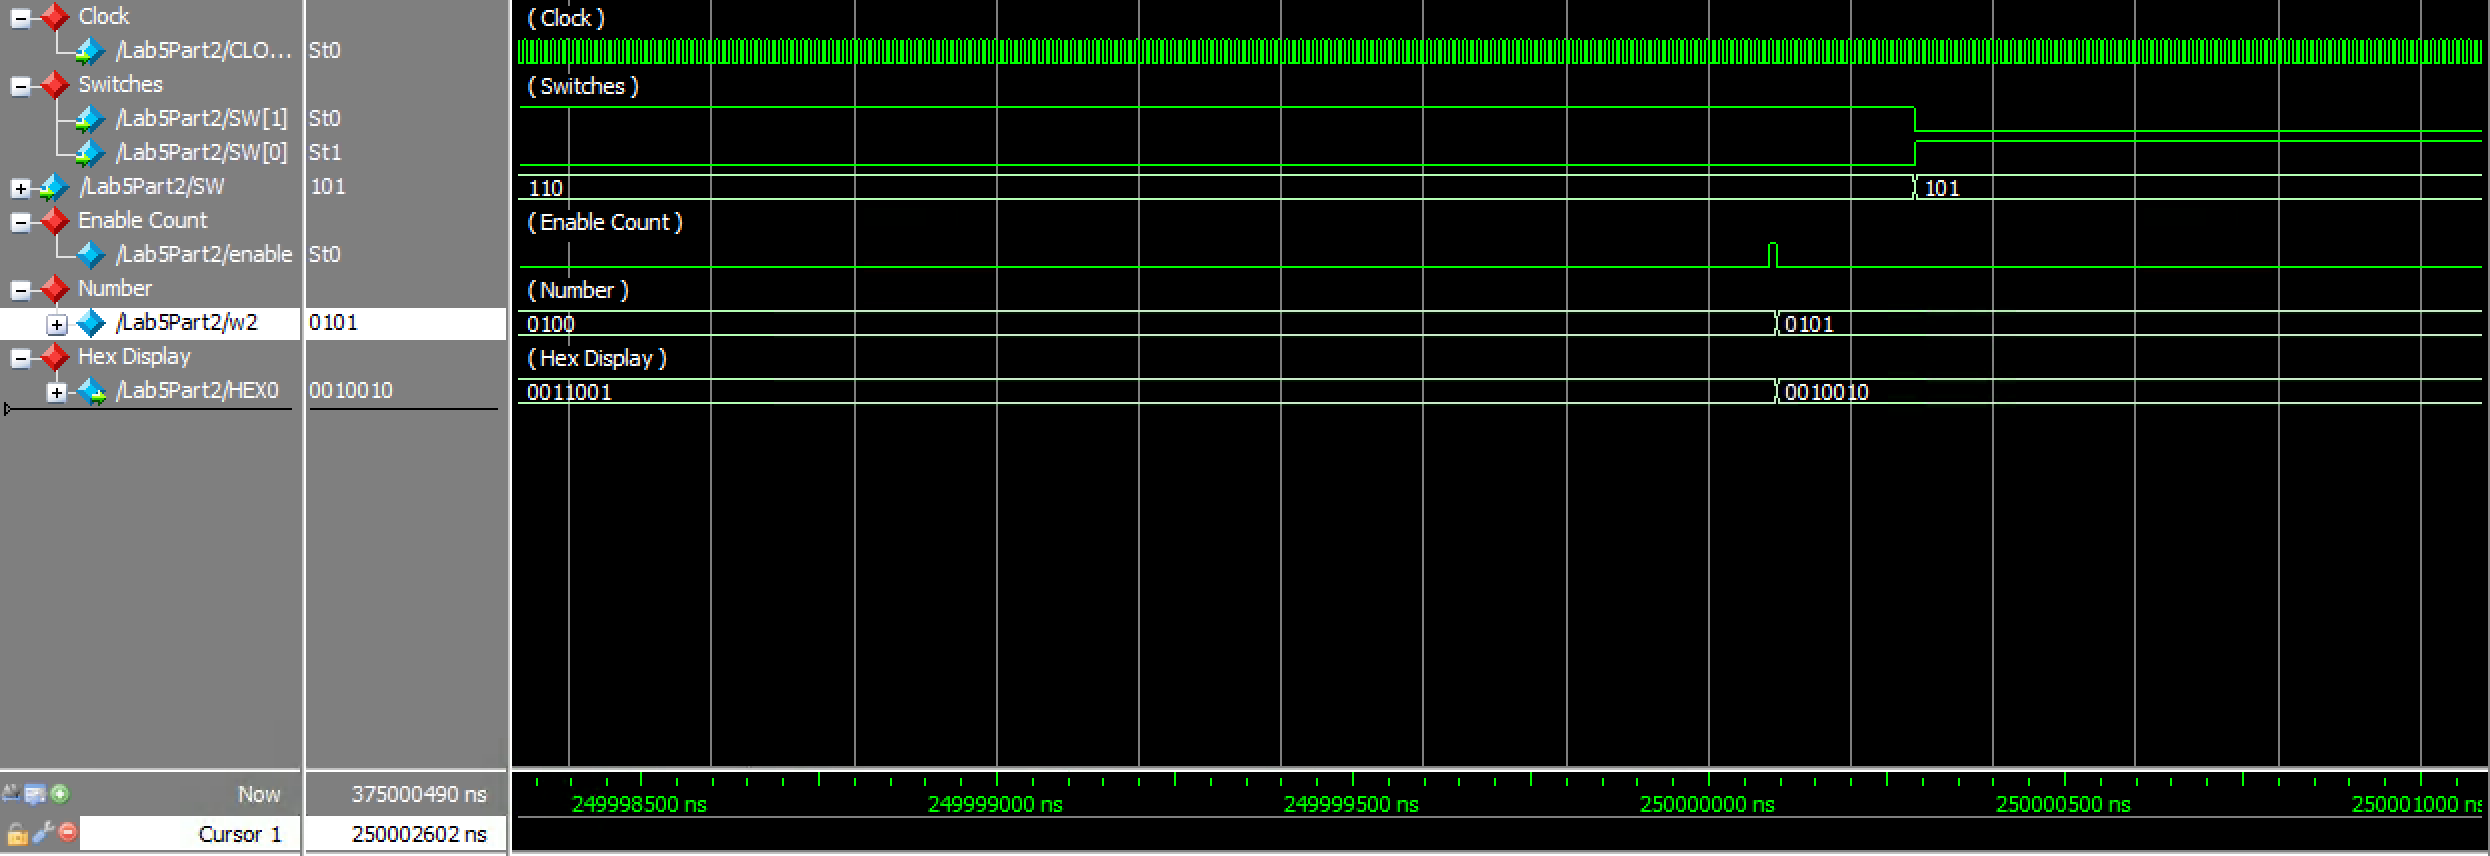 Clock ( Clock )
/Lab5Part2/CLO... St0
Switches ( Switches )
/Lab5Part2/SW[1] St0
/Lab5Part2/SW[0] St1
/Lab5Part2/SW 101 110 101
Enable Count ( Enable Count )
/Lab5Part2/enable St0
Number ( Number )
/Lab5Part2/w2 0101 0100 0101
Hex Display ( Hex Display )
/Lab5Part2/HEX0 0010010 0011001 0010010
Now 375000490 ns 249998500 ns 249999000 ns 249999500 ns 250000000 ns 250000500 ns 250001000 ns
Cursor 1 250002602 ns